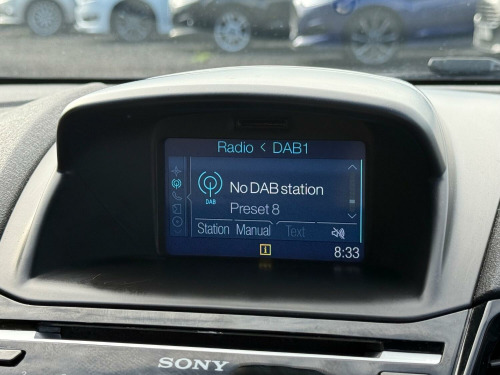 Radio < DAB1
No DAB station
DAB
Preset 8
Station Manual Text
i
8:33
SONY